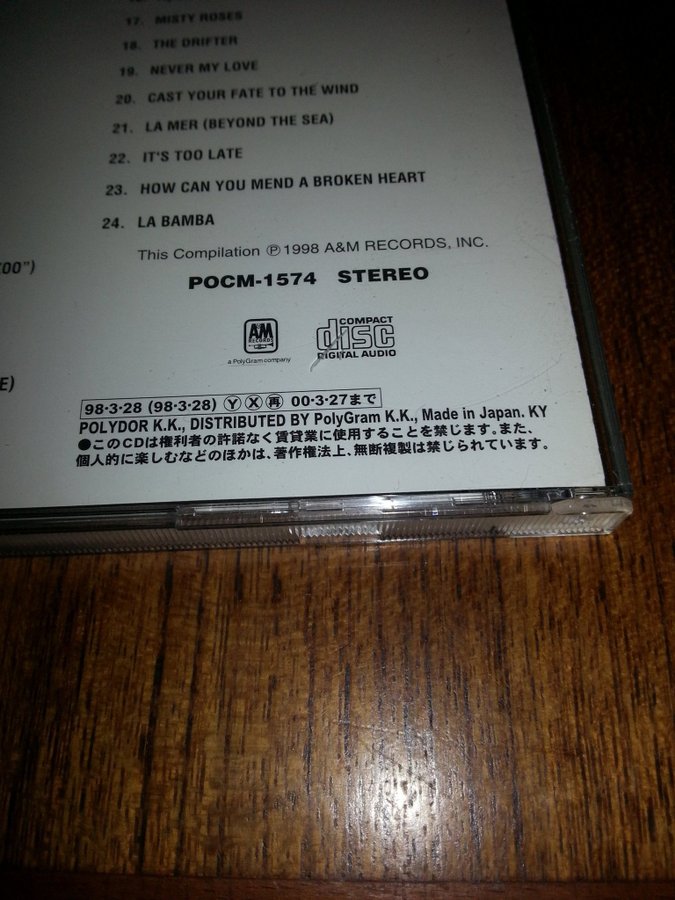 17. MISTY ROSES
18. THE DRIFTER
19. NEVER MY LOVE
20. CAST YOUR FATE TO THE WIND
21. LA MER (BEYOND THE SEA)
22. IT'S TOO LATE
23. HOW CAN YOU MEND A BROKEN HEART
24. LA BAMBA
This Compilation Ⓟ1998 A&M RECORDS, INC.
OO")
POCM-1574 STEREO
A&M RECORDS
a PolyGram company
COMPACT disc DIGITAL AUDIO
E)
98·3·28 (98·3·28) Ⓨ Ⓧ ㊢ 00·3·27まで
POLYDOR K.K., DISTRIBUTED BY PolyGram K.K., Made in Japan. KY
●このCDは権利者の許諾なく賃貸業に使用することを禁じます。また、
個人的に楽しむなどのほかは、著作権法上、無断複製は禁じられています。